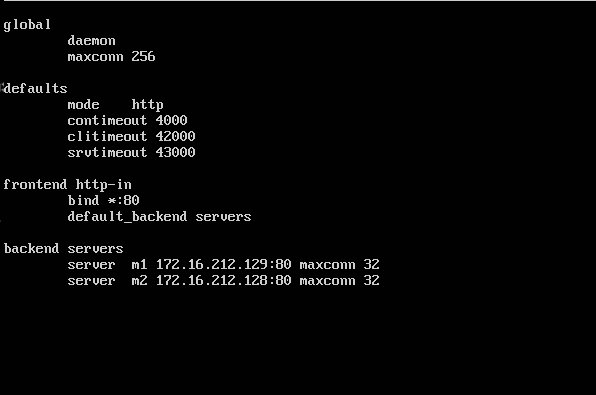 global
daemon
maxconn 256
defaults
mode http
contimeout 4000
clitimeout 42000
srvtimeout 43000
frontend http-in
bind *:80
default_backend servers
backend servers
server m1 172.16.212.129:80 maxconn 32
server m2 172.16.212.128:80 maxconn 32